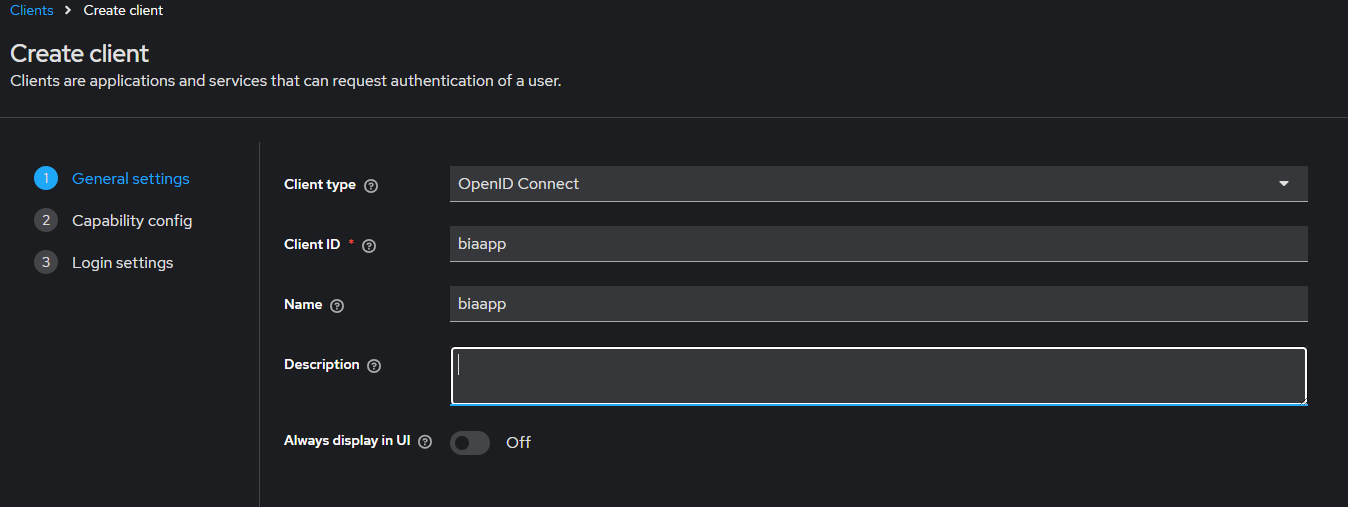 Clients > Create client
Create client
Clients are applications and services that can request authentication of a user.
1 General settings
2 Capability config
3 Login settings
Client type ? OpenID Connect
Client ID * ? biaapp
Name ? biaapp
Description ?
Always display in UI ? Off